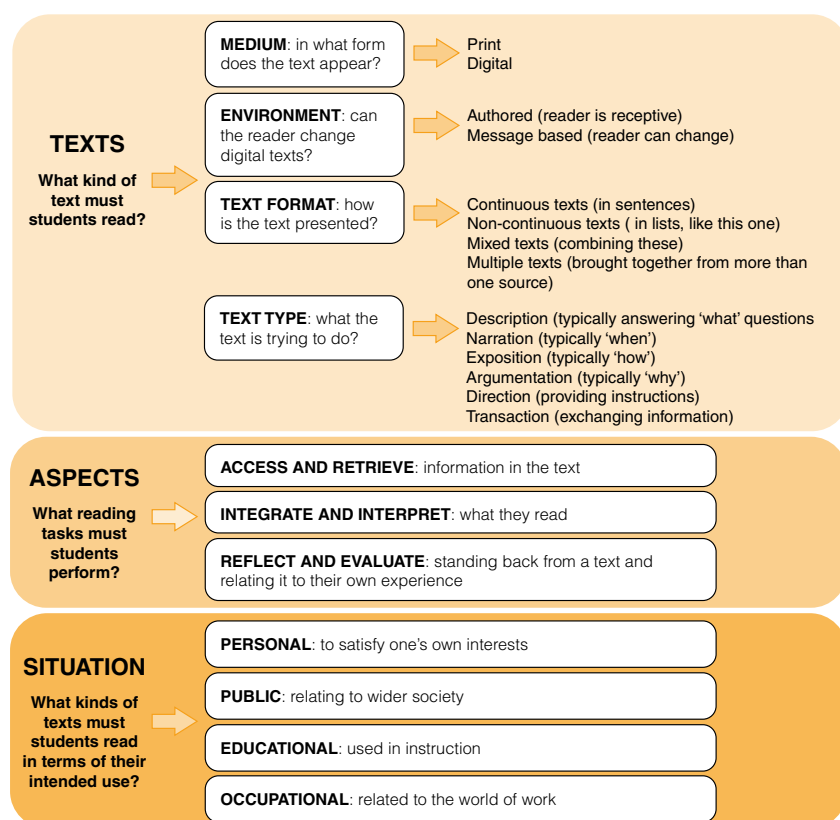 TEXTS
What kind of
text must
students read?
MEDIUM: in what form
does the text appear?
Print
Digital
ENVIRONMENT: can
the reader change
digital texts?
Authored (reader is receptive)
Message based (reader can change)
TEXT FORMAT: how
is the text presented?
Continuous texts (in sentences)
Non-continuous texts ( in lists, like this one)
Mixed texts (combining these)
Multiple texts (brought together from more than
one source)
TEXT TYPE: what the
text is trying to do?
Description (typically answering ‘what’ questions
Narration (typically ‘when’)
Exposition (typically ‘how’)
Argumentation (typically ‘why’)
Direction (providing instructions)
Transaction (exchanging information)
ASPECTS
What reading
tasks must
students
perform?
ACCESS AND RETRIEVE: information in the text
INTEGRATE AND INTERPRET: what they read
REFLECT AND EVALUATE: standing back from a text and
relating it to their own experience
SITUATION
What kinds of
texts must
students read
in terms of their
intended use?
PERSONAL: to satisfy one’s own interests
PUBLIC: relating to wider society
EDUCATIONAL: used in instruction
OCCUPATIONAL: related to the world of work